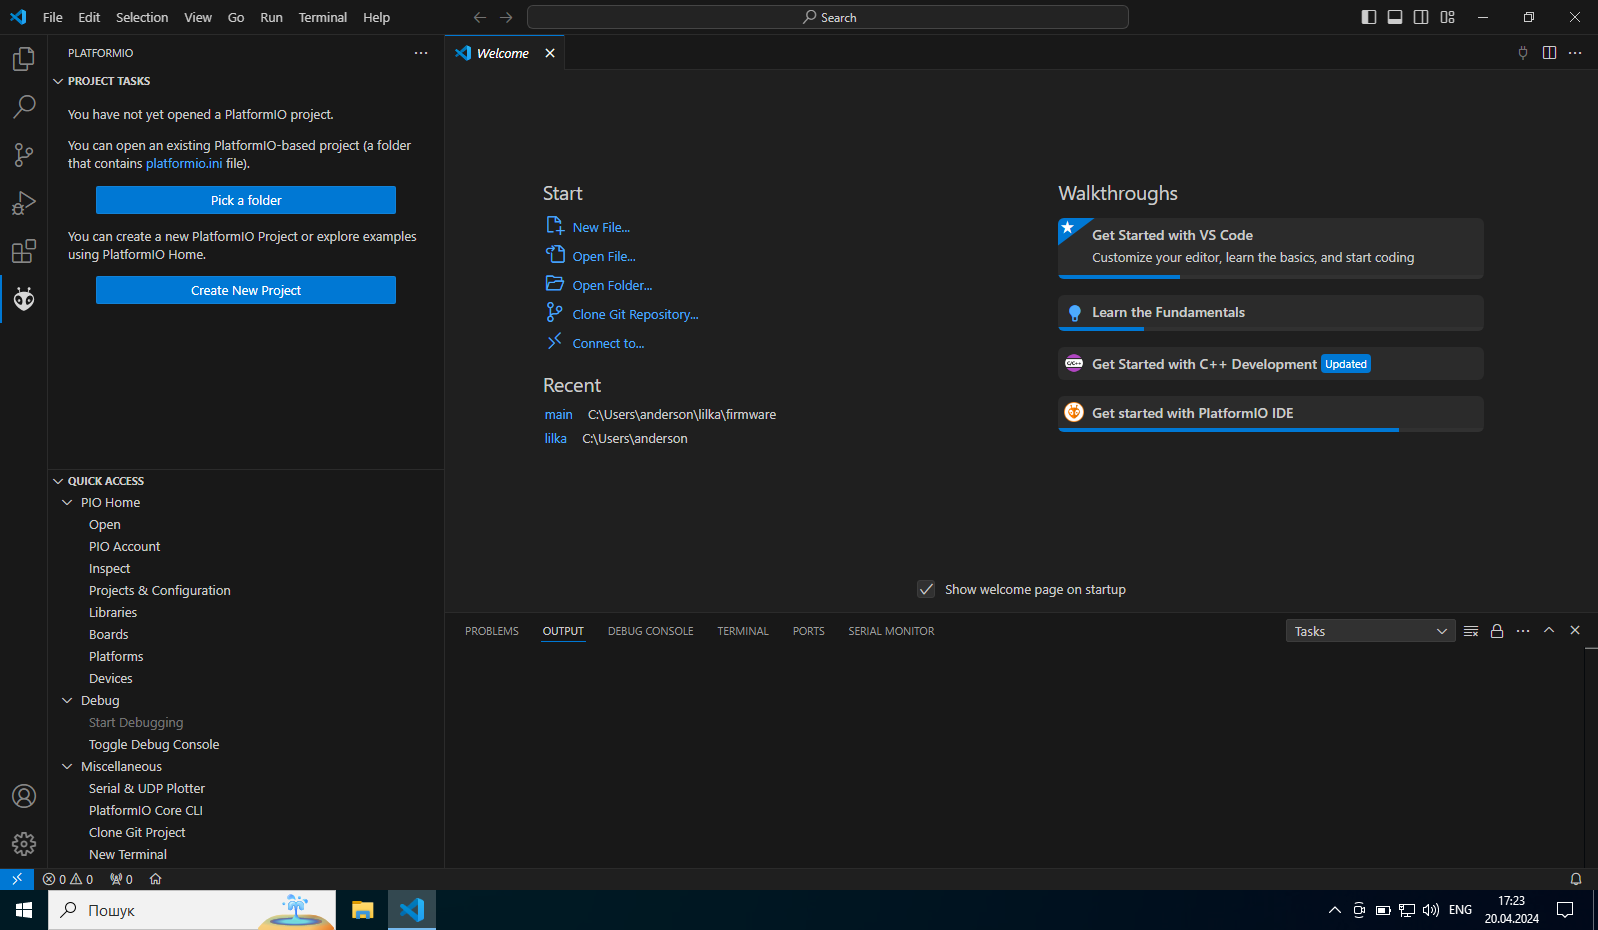 File Edit Selection View Go Run Terminal Help
Search
PLATFORMIO
PROJECT TASKS
You have not yet opened a PlatformIO project.
You can open an existing PlatformIO-based project (a folder
that contains platformio.ini file).
Pick a folder
You can create a new PlatformIO Project or explore examples
using PlatformIO Home.
Create New Project
QUICK ACCESS
PIO Home
Open
PIO Account
Inspect
Projects & Configuration
Libraries
Boards
Platforms
Devices
Debug
Start Debugging
Toggle Debug Console
Miscellaneous
Serial & UDP Plotter
PlatformIO Core CLI
Clone Git Project
New Terminal
Welcome
Start
New File...
Open File...
Open Folder...
Clone Git Repository...
Connect to...
Recent
main C:\Users\anderson\lilka\firmware
lilka C:\Users\anderson
Walkthroughs
Get Started with VS Code
Customize your editor, learn the basics, and start coding
Learn the Fundamentals
C/C++
Get Started with C++ Development Updated
Get started with PlatformIO IDE
Show welcome page on startup
PROBLEMS OUTPUT DEBUG CONSOLE TERMINAL PORTS SERIAL MONITOR
Tasks
0 0 0
Пошук
ENG
17:23
20.04.2024